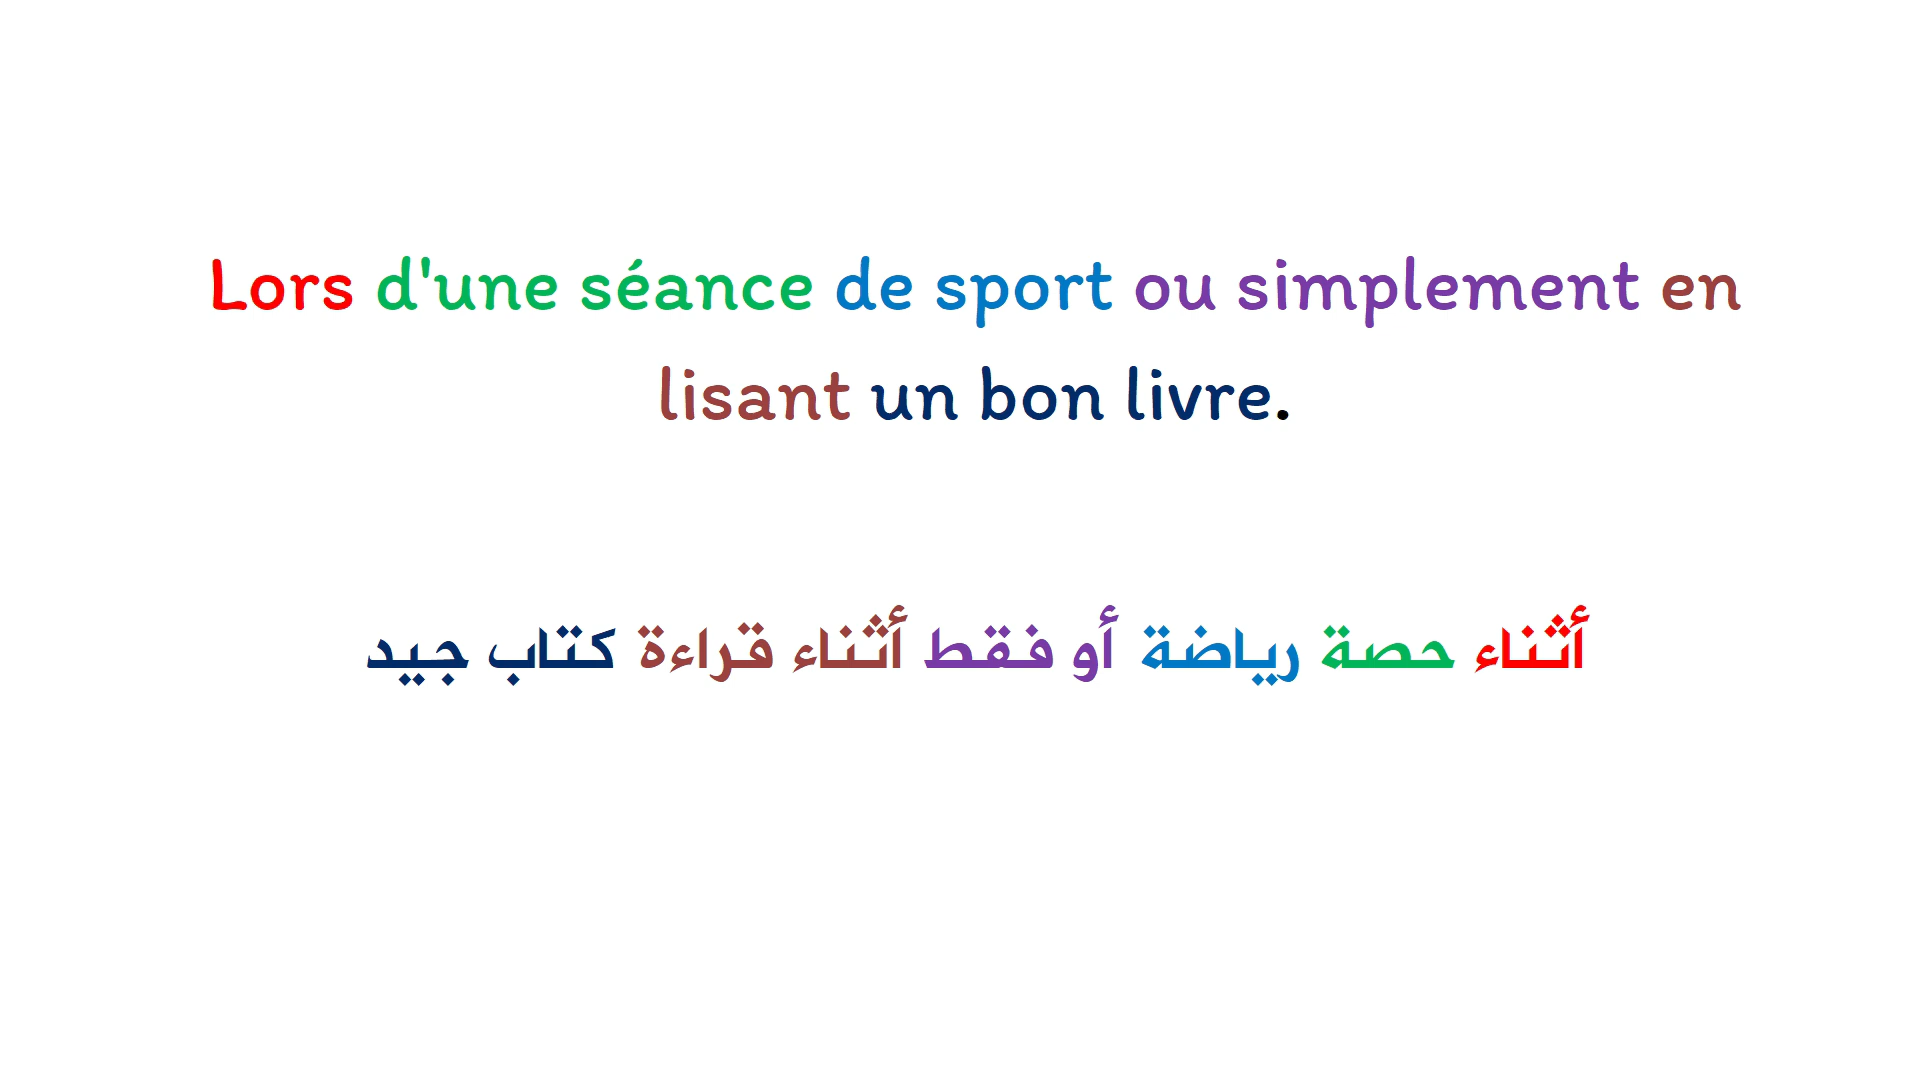 Lors d'une séance de sport ou simplement en
lisant un bon livre.
أثناء حصة رياضة أو فقط أثناء قراءة كتاب جيد